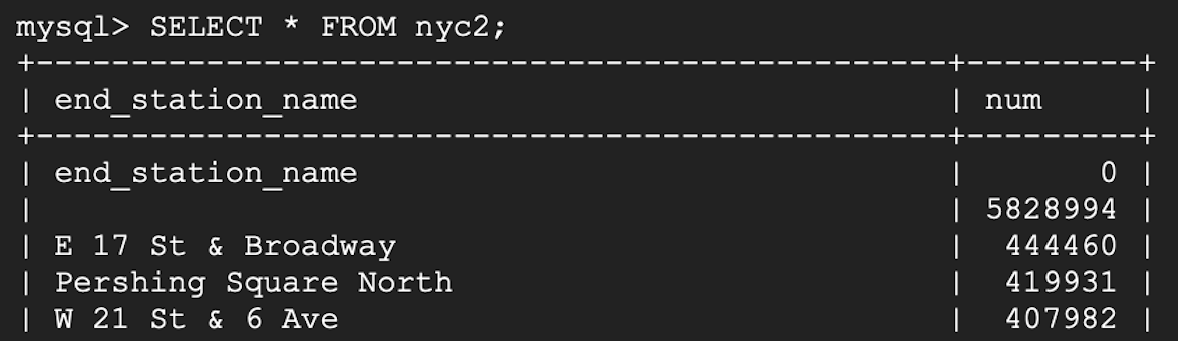 mysql> SELECT * FROM nyc2;
+-----------------------------------------------+---------+
| end_station_name                              | num     |
+-----------------------------------------------+---------+
| end_station_name                              |       0 |
|                                               | 5828994 |
| E 17 St & Broadway                            |  444460 |
| Pershing Square North                         |  419931 |
| W 21 St & 6 Ave                               |  407982 |